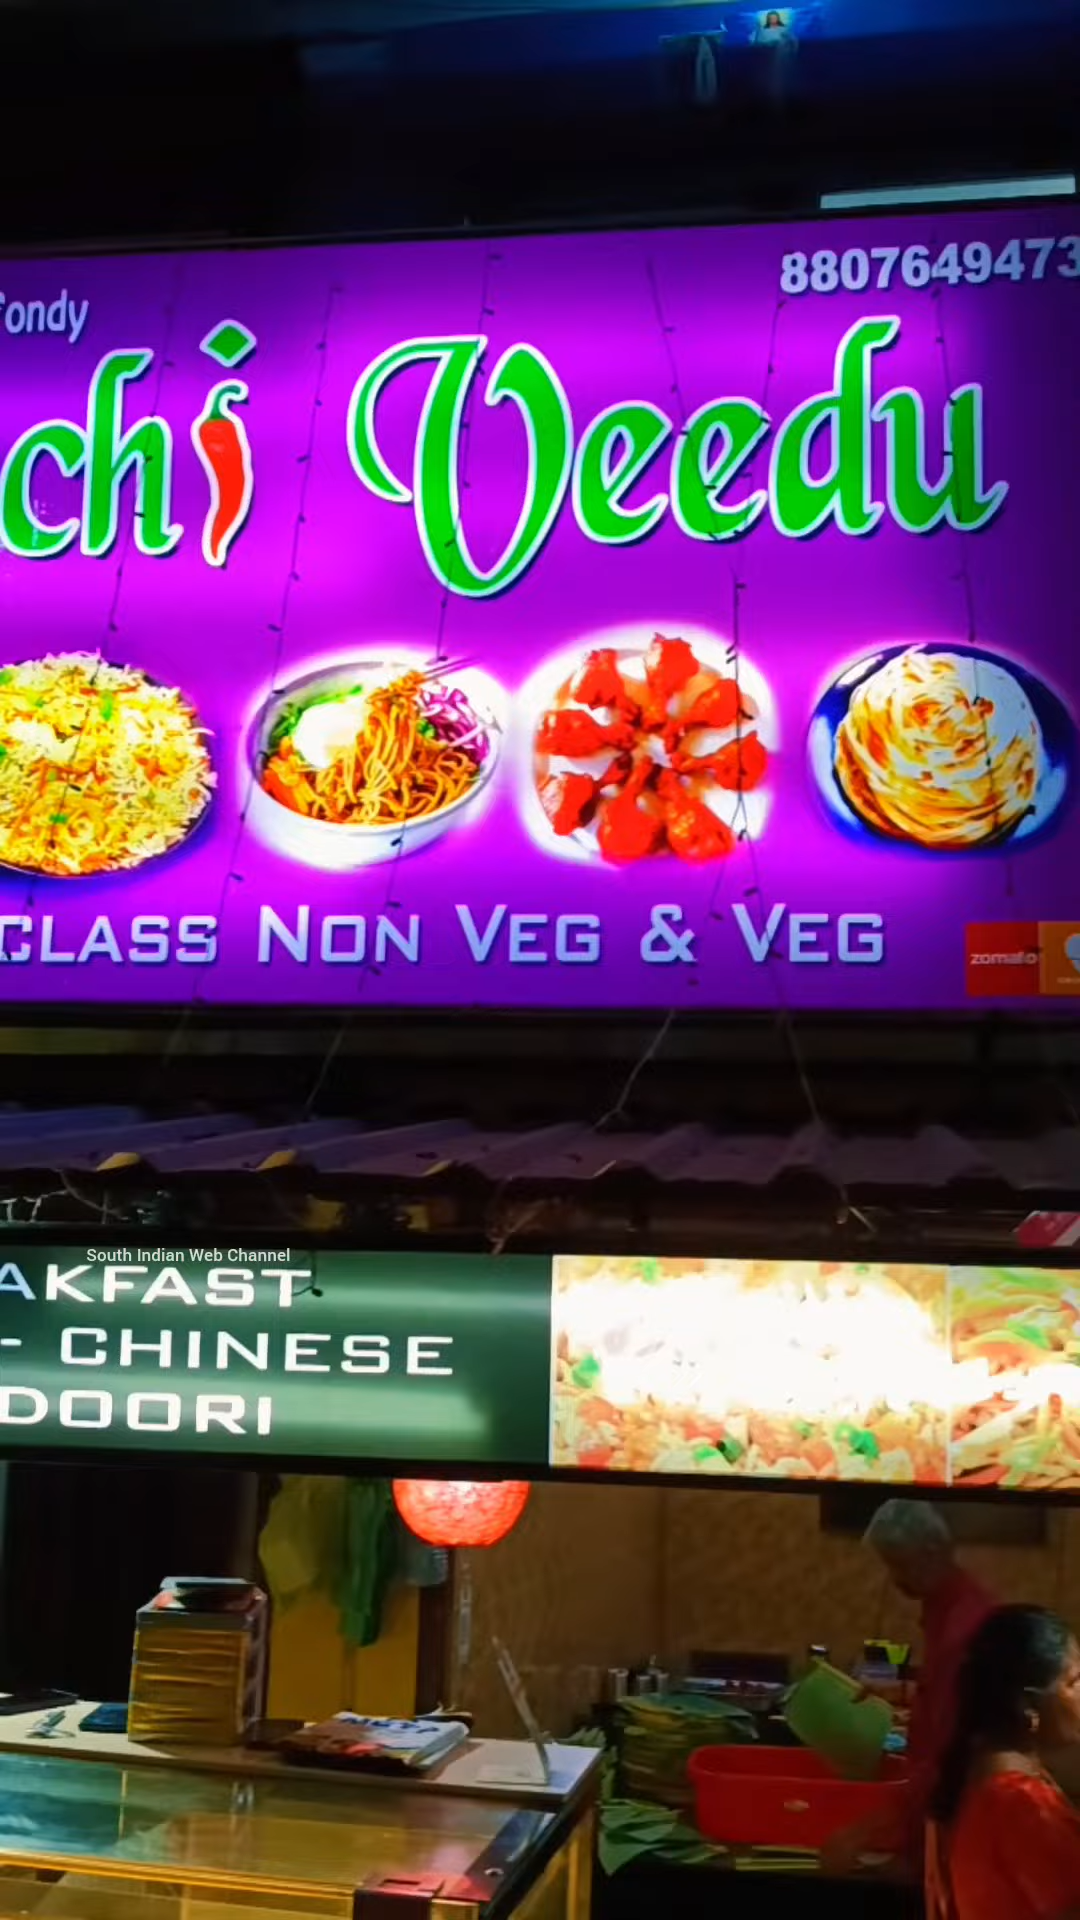 8807649473
fondy
chi Veedu
CLASS NON VEG & VEG
zomato
South Indian Web Channel
AKFAST
- CHINESE
DOORI